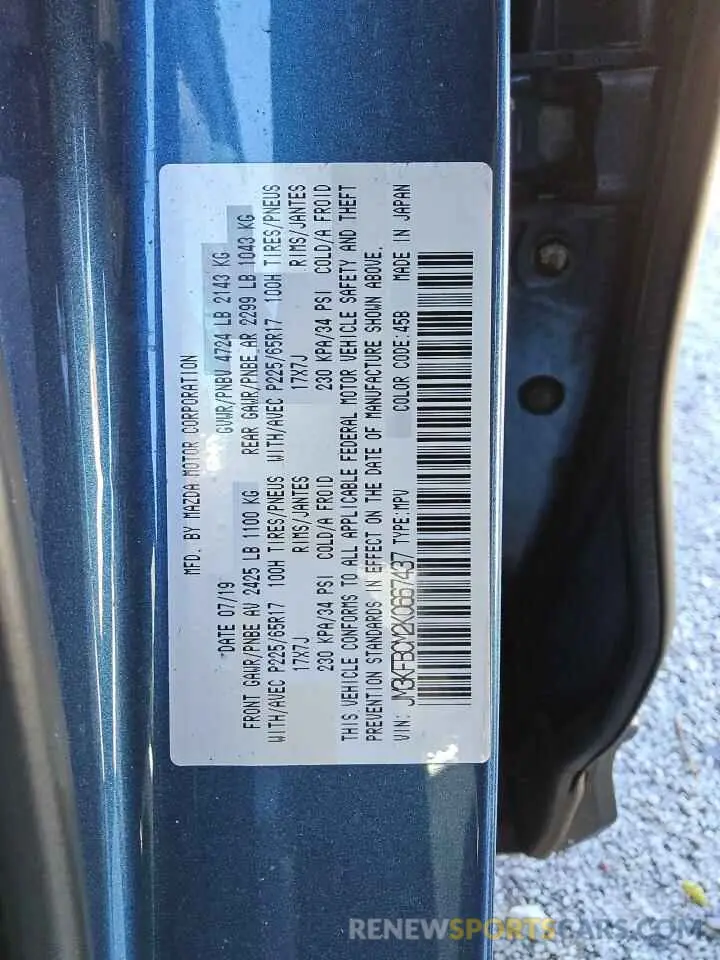 MFD. BY MAZDA MOTOR CORPORATION
DATE 07/19 GVWR/PNBV 4724 LB 2143 KG
FRONT GAWR/PNBE AV 2425 LB 1100 KG REAR GAWR/PNBE AR 2299 LB 1043 KG
WITH/AVEC P225/65R17 100H TIRES/PNEUS WITH/AVEC P225/65R17 100H TIRES/PNEUS
17X7J RIMS/JANTES 17X7J RIMS/JANTES
230 KPA/34 PSI COLD/A FROID 230 KPA/34 PSI COLD/A FROID
THIS VEHICLE CONFORMS TO ALL APPLICABLE FEDERAL MOTOR VEHICLE SAFETY AND THEFT
PREVENTION STANDARDS IN EFFECT ON THE DATE OF MANUFACTURE SHOWN ABOVE.
VIN: JM3KFBCM2K0667437 TYPE:MPV COLOR CODE:45B MADE IN JAPAN
RENEWSPORTSCARS.COM